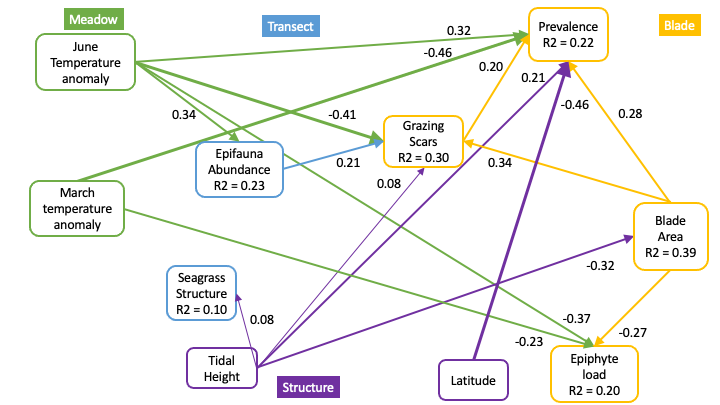 Meadow
Transect
Blade
Structure
June
Temperature
anomaly
March
temperature
anomaly
Epifauna
Abundance
R2 = 0.23
Seagrass
Structure
R2 = 0.10
Tidal
Height
Grazing
Scars
R2 = 0.30
Prevalence
R2 = 0.22
Blade
Area
R2 = 0.39
Latitude
Epiphyte
load
R2 = 0.20
0.32
-0.46
0.20
0.21
-0.46
0.28
0.34
-0.41
0.21
0.08
0.34
-0.32
0.08
-0.37
-0.23
-0.27